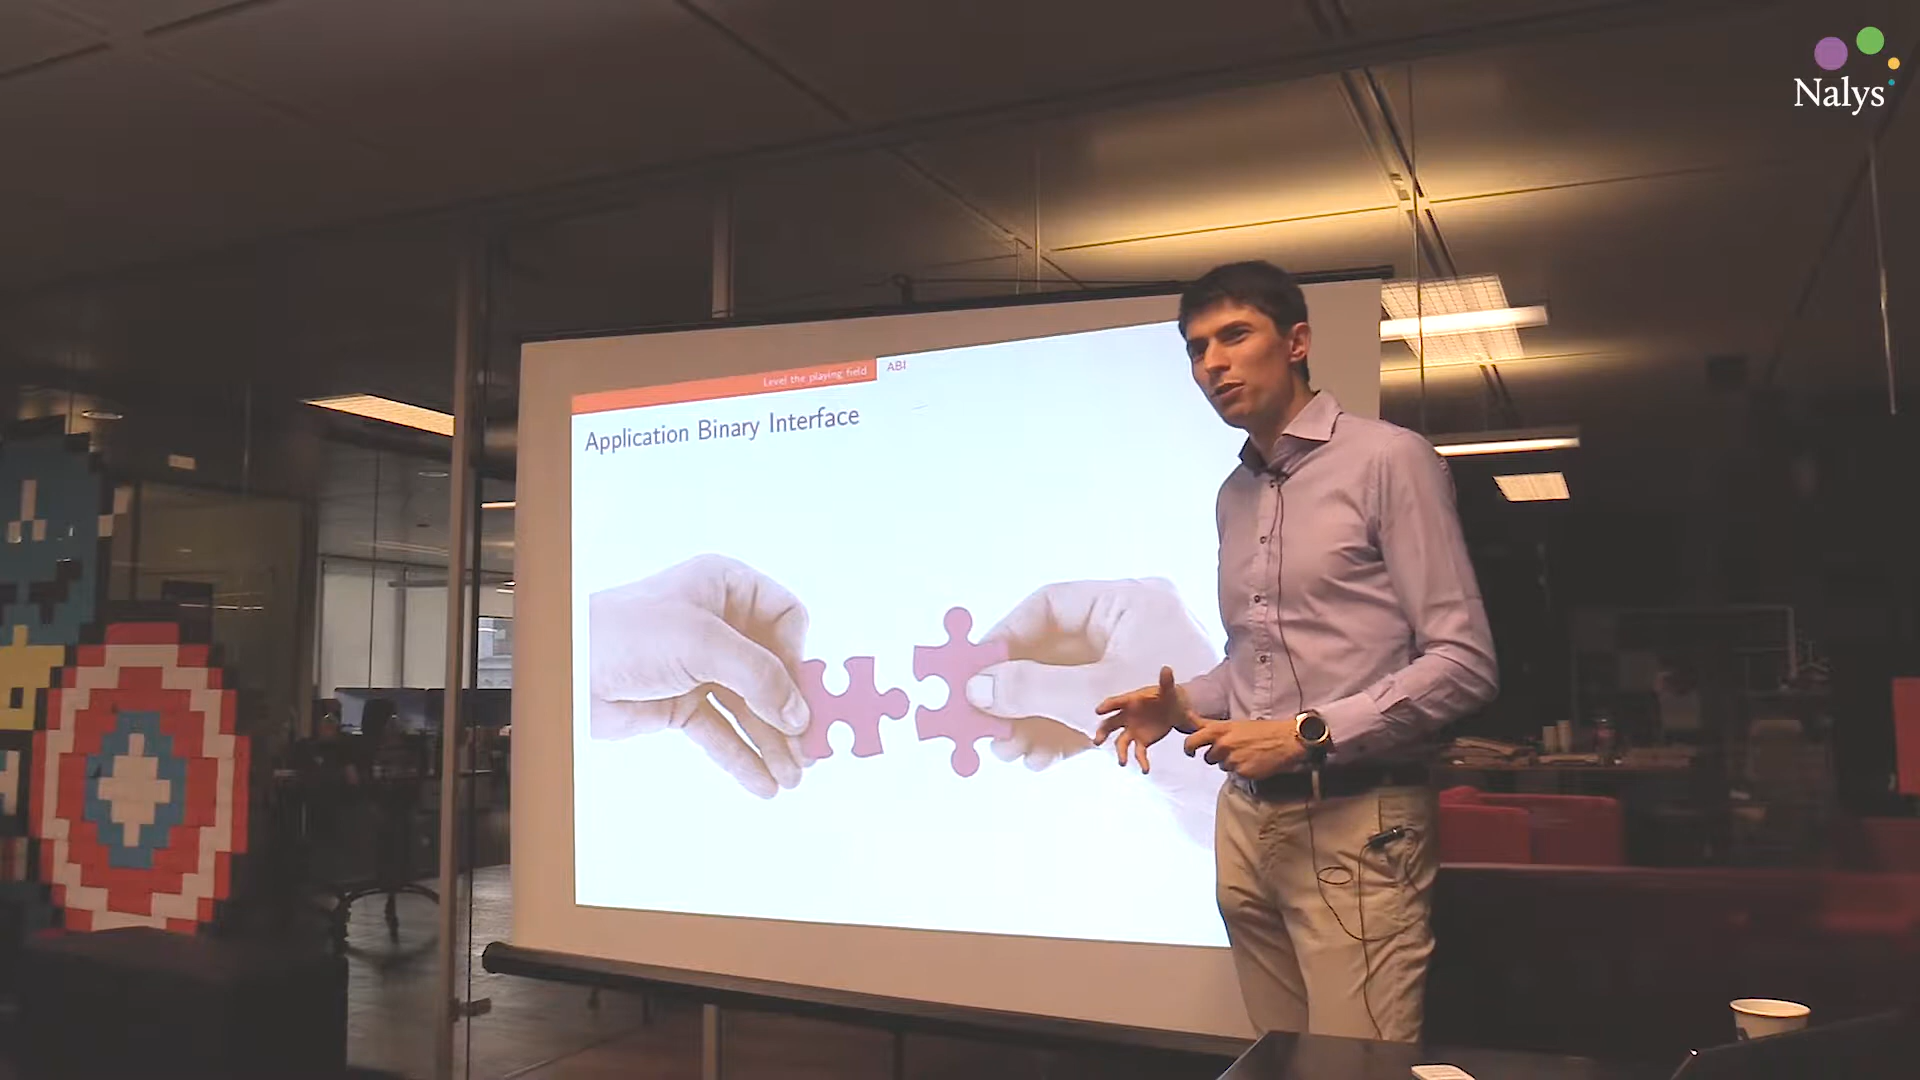 Nalys
Level the playing field
ABI
Application Binary Interface